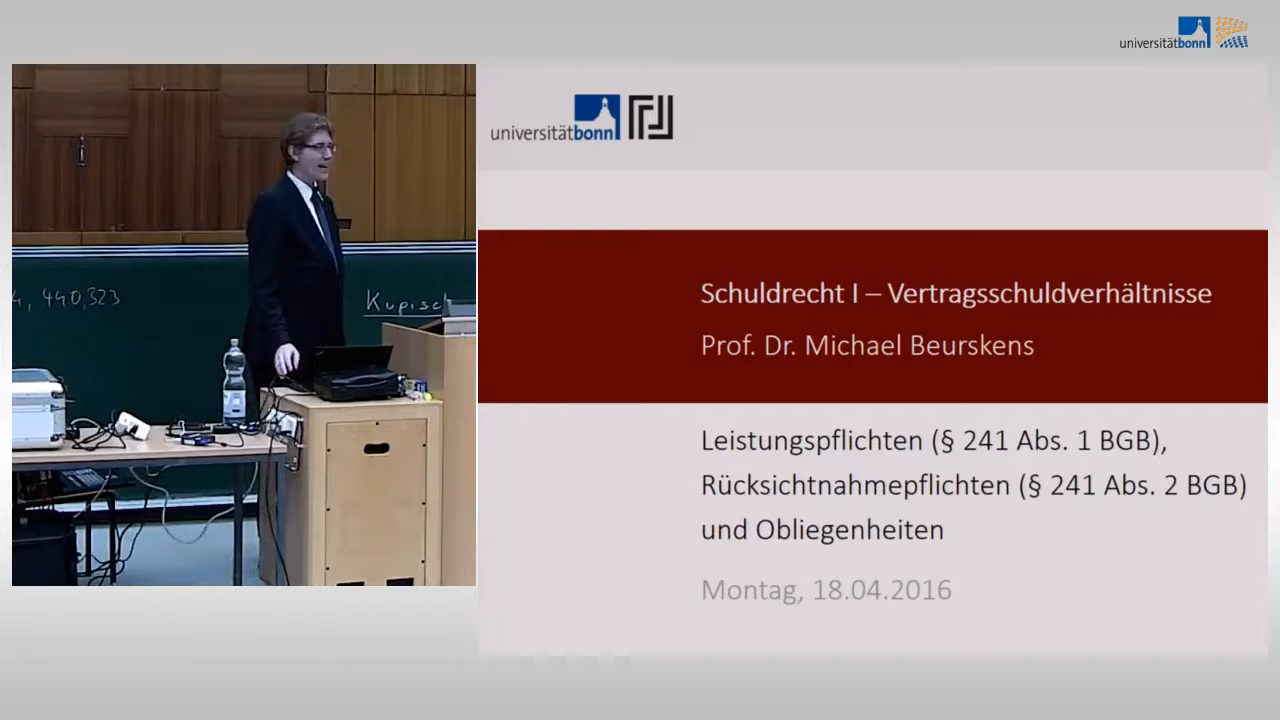 universitätbonn
universitätbonn
4, 440,323
Schuldrecht I – Vertragsschuldverhältnisse
Prof. Dr. Michael Beurskens
Leistungspflichten (§ 241 Abs. 1 BGB),
Rücksichtnahmepflichten (§ 241 Abs. 2 BGB)
und Obliegenheiten
Montag, 18.04.2016